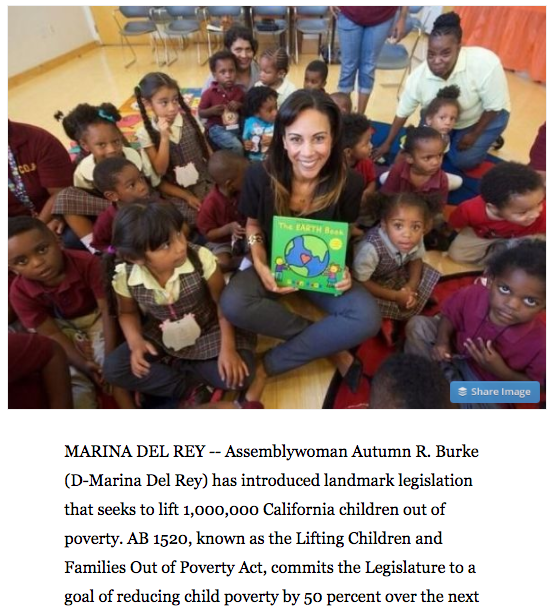 The EARTH Book
Share Image
MARINA DEL REY -- Assemblywoman Autumn R. Burke
(D-Marina Del Rey) has introduced landmark legislation
that seeks to lift 1,000,000 California children out of
poverty. AB 1520, known as the Lifting Children and
Families Out of Poverty Act, commits the Legislature to a
goal of reducing child poverty by 50 percent over the next